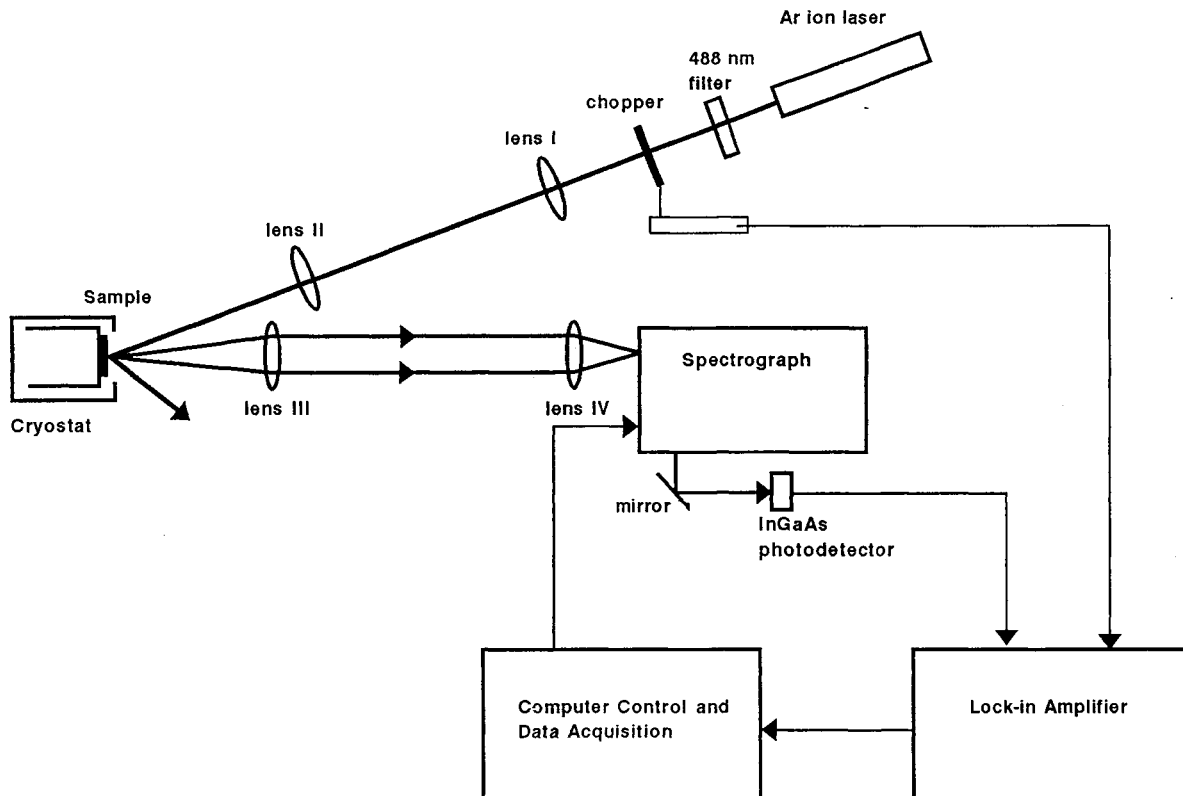 Ar ion laser
488 nm
filter
chopper
lens I
lens II
Sample
Cryostat
lens III
lens IV
Spectrograph
mirror
InGaAs
photodetector
Computer Control and
Data Acquisition
Lock-in Amplifier